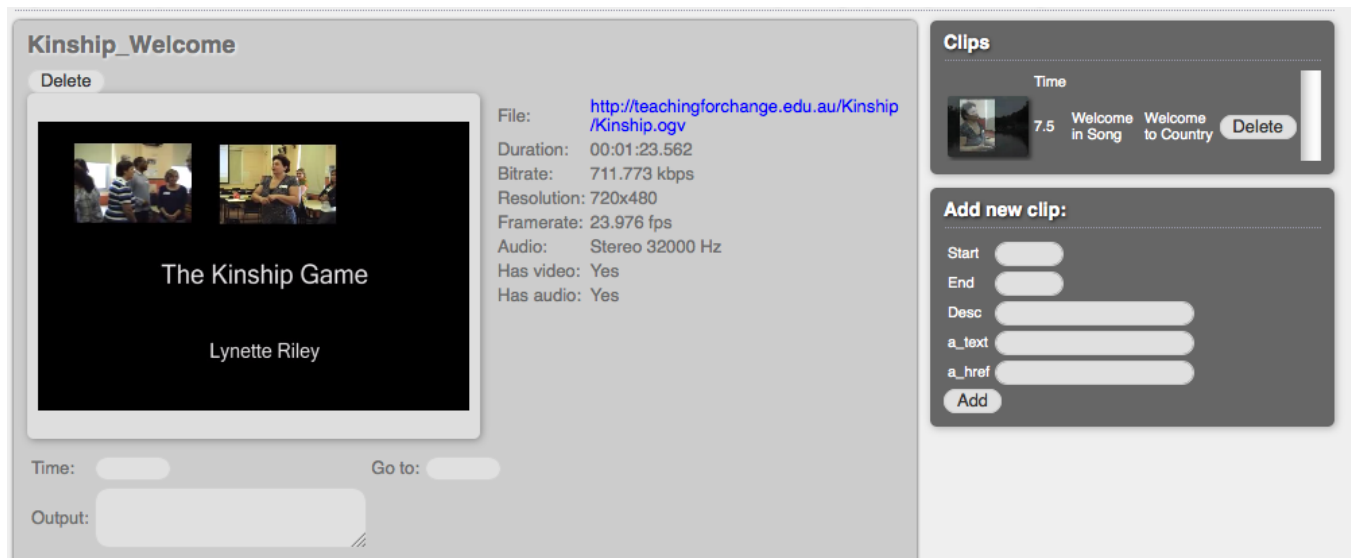 Kinship_Welcome
Delete
The Kinship Game
Lynette Riley
File: http://teachingforchange.edu.au/Kinship
/Kinship.ogv
Duration: 00:01:23.562
Bitrate: 711.773 kbps
Resolution: 720x480
Framerate: 23.976 fps
Audio: Stereo 32000 Hz
Has video: Yes
Has audio: Yes
Time: Go to:
Output:
Clips
Time
7.5 Welcome in Song Welcome to Country Delete
Add new clip:
Start
End
Desc
a_text
a_href
Add